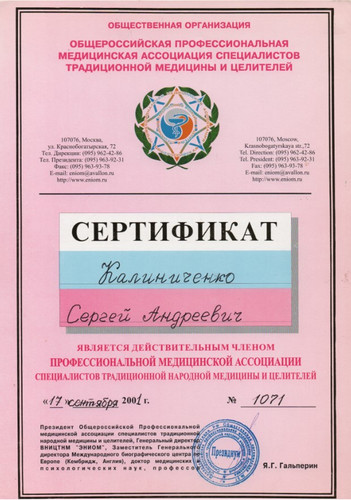 ОБЩЕСТВЕННАЯ ОРГАНИЗАЦИЯ
ОБЩЕРОССИЙСКАЯ ПРОФЕССИОНАЛЬНАЯ
МЕДИЦИНСКАЯ АССОЦИАЦИЯ СПЕЦИАЛИСТОВ
ТРАДИЦИОННОЙ МЕДИЦИНЫ И ЦЕЛИТЕЛЕЙ
107076, Москва,
ул. Краснобогатырская, 72
Тел. Дирекции: (095) 962-42-86
Тел. Президента: (095) 963-92-31
Факс: (095) 963-93-78
E-mail: eniom@avallon.ru
http://www.eniom.ru
107076, Moscow,
Krasnobogatyrskaya str.,72
Tel. Direction: (095) 962-42-86
Tel. President: (095) 963-92-31
Fax: (095) 963-93-78
E-mail: eniom@avallon.ru
http://www.eniom.ru
СЕРТИФИКАТ
Калиниченко
Сергей Андреевич
ЯВЛЯЕТСЯ ДЕЙСТВИТЕЛЬНЫМ ЧЛЕНОМ
ПРОФЕССИОНАЛЬНОЙ МЕДИЦИНСКОЙ АССОЦИАЦИИ
СПЕЦИАЛИСТОВ ТРАДИЦИОННОЙ НАРОДНОЙ МЕДИЦИНЫ И ЦЕЛИТЕЛЕЙ
«17» сентября 2001г. № 1071
Президент Общероссийской Профессиональной
медицинской ассоциации специалистов традиционной
народной медицины и целителей, Генеральный директор
ВНИЦТНМ "ЭНИОМ", Заместитель Генерального
директора Международного биографического центра по
Европе (Кембридж, Англия), доктор медицинских и
психологических наук, профессор
Президиум
Я.Г. Гальперин